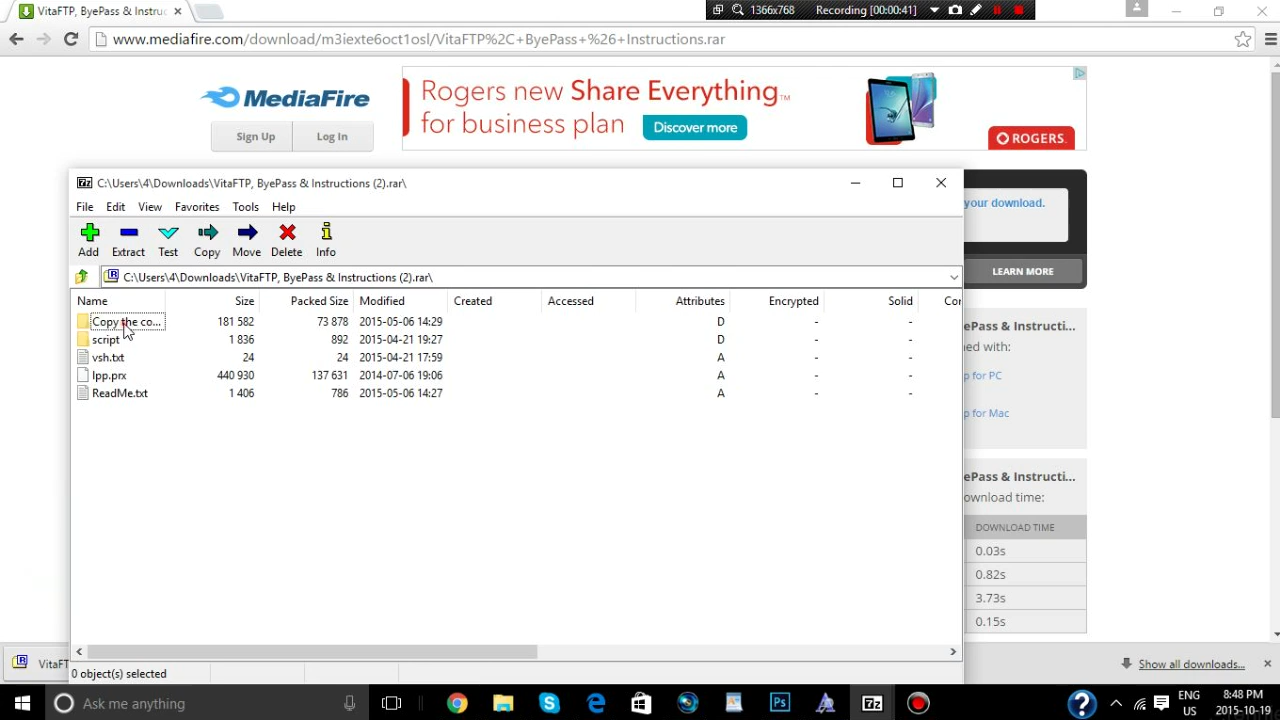 VitaFTP, ByePass & Instruct
1366x768
Recording [00:00:41]
www.mediafire.com/download/m3iexte6oct1osl/VitaFTP%2C+ByePass+%26+Instructions.rar
MediaFire
Sign Up
Log In
Rogers new Share Everything™
for business plan
Discover more
ROGERS
C:\Users\4\Downloads\VitaFTP, ByePass & Instructions (2).rar\
File Edit View Favorites Tools Help
Add Extract Test Copy Move Delete Info
C:\Users\4\Downloads\VitaFTP, ByePass & Instructions (2).rar\
Name Size Packed Size Modified Created Accessed Attributes Encrypted Solid Cor
Copy the co... 181 582 73 878 2015-05-06 14:29 D - -
script 1 836 892 2015-04-21 19:27 D - -
vsh.txt 24 24 2015-04-21 17:59 A - -
lpp.prx 440 930 137 631 2014-07-06 19:06 A - -
ReadMe.txt 1 406 786 2015-05-06 14:27 A - -
0 object(s) selected
your download.
LEARN MORE
ePass & Instructi...
ed with:
p for PC
p for Mac
ePass & Instructi...
ownload time:
DOWNLOAD TIME
0.03s
0.82s
3.73s
0.15s
VitaFT
Show all downloads...
Ask me anything
ENG
US
8:48 PM
2015-10-19